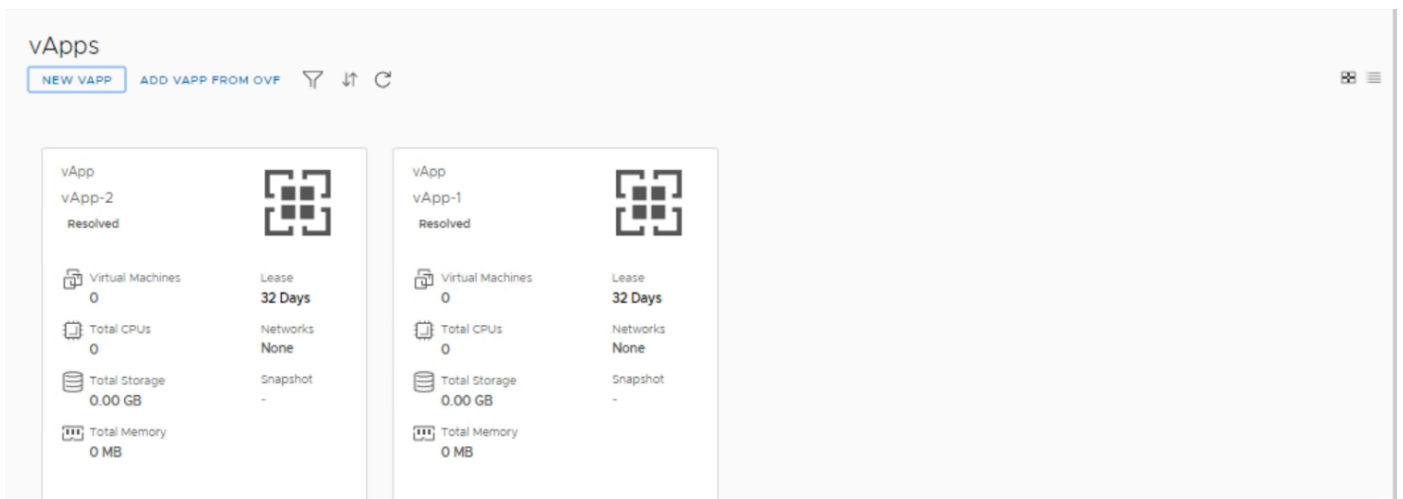 vApps
NEW VAPP
ADD VAPP FROM OVF
vApp
vApp-2
Resolved
Virtual Machines
0
Lease
32 Days
Total CPUs
0
Networks
None
Total Storage
0.00 GB
Snapshot
-
Total Memory
0 MB
vApp
vApp-1
Resolved
Virtual Machines
0
Lease
32 Days
Total CPUs
0
Networks
None
Total Storage
0.00 GB
Snapshot
-
Total Memory
0 MB